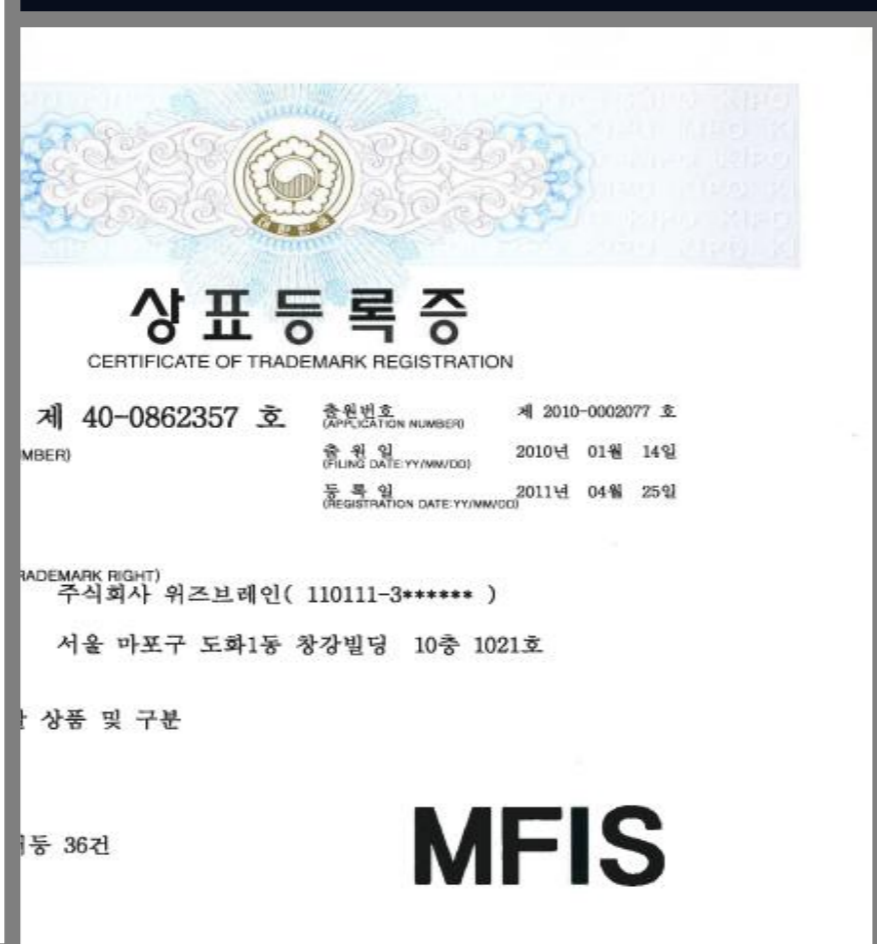 대한민국
상표등록증
CERTIFICATE OF TRADEMARK REGISTRATION
제 40-0862357 호
MBER)
출원번호 제 2010-0002077 호
(APPLICATION NUMBER)
출 원 일 2010년 01월 14일
(FILING DATE:YY/MM/DD)
등 록 일 2011년 04월 25일
(REGISTRATION DATE:YY/MM/DD)
RADEMARK RIGHT)
주식회사 위즈브레인( 110111-3****** )
서울 마포구 도화1동 창강빌딩 10층 1021호
상품 및 구분
등 36건
MFIS